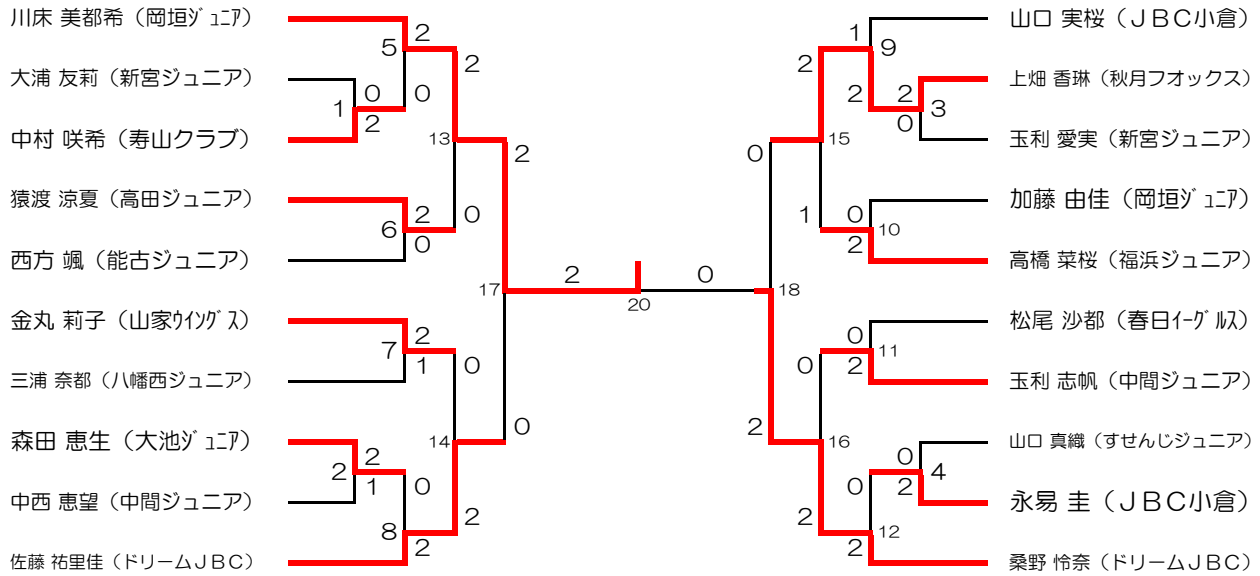 川床 美都希（岡垣ジュニア）
5 2
2
大浦 友莉（新宮ジュニア）
1 0 0
2
中村 咲希（寿山クラブ）
13
2
猿渡 涼夏（高田ジュニア）
6 2 0
0
西方 颯（能古ジュニア）
17
金丸 莉子（山家ウイングス）
7 2
1 0
三浦 奈都（八幡西ジュニア）
森田 恵生（大池ジュニア）
14
0
2 2
1 0
中西 恵望（中間ジュニア）
8 2
2
佐藤 祐里佳（ドリームJBC）
2 0
20
山口 実桜（JBC小倉）
1 9
2
上畑 香琳（秋月フオックス）
2 2 3
0
玉利 愛実（新宮ジュニア）
15
0
加藤 由佳（岡垣ジュニア）
1 0 10
2
高橋 菜桜（福浜ジュニア）
18
松尾 沙都（春日イーグルス）
0 11
0 2
玉利 志帆（中間ジュニア）
2
16
山口 真織（すせんじジュニア）
0 4
0 2
永易 圭（JBC小倉）
2 12
2
桑野 怜奈（ドリームJBC）